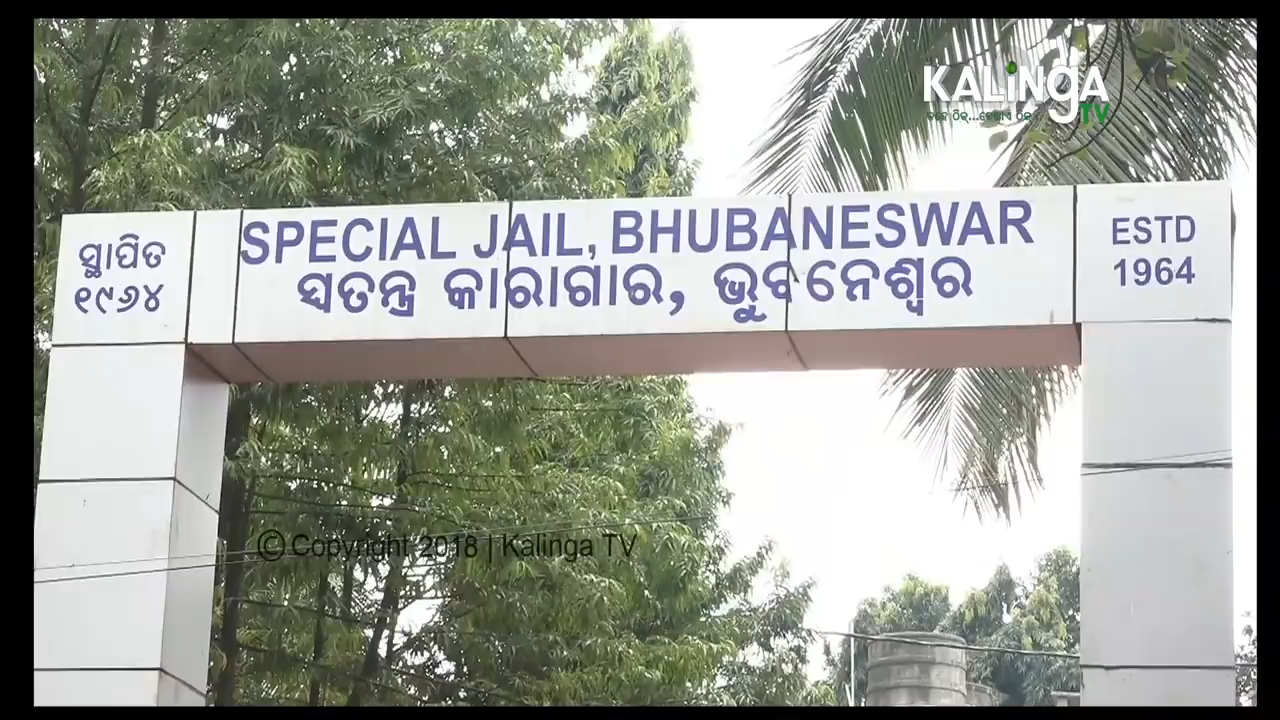 KALINGA
TV
ସ୍ଥାପିତ
୧୯୬୪
SPECIAL JAIL, BHUBANESWAR
ସ୍ୱତନ୍ତ୍ର କାରାଗାର, ଭୁବନେଶ୍ୱର
ESTD
1964
© Copyright 2018 | Kalinga TV